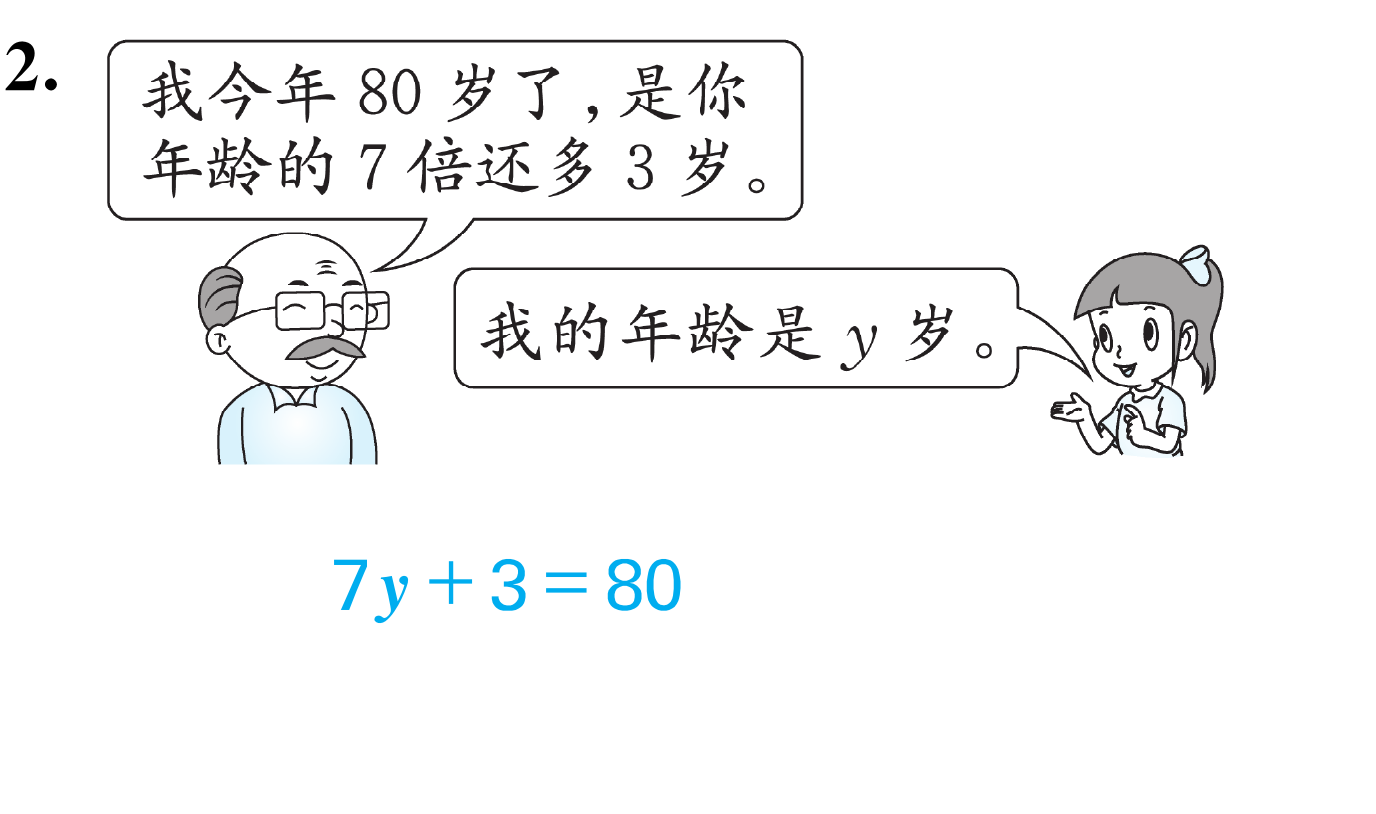 2.
我今年 80 岁了,是你
年龄的 7 倍还多 3 岁。
我的年龄是 y 岁。
7y+3=80